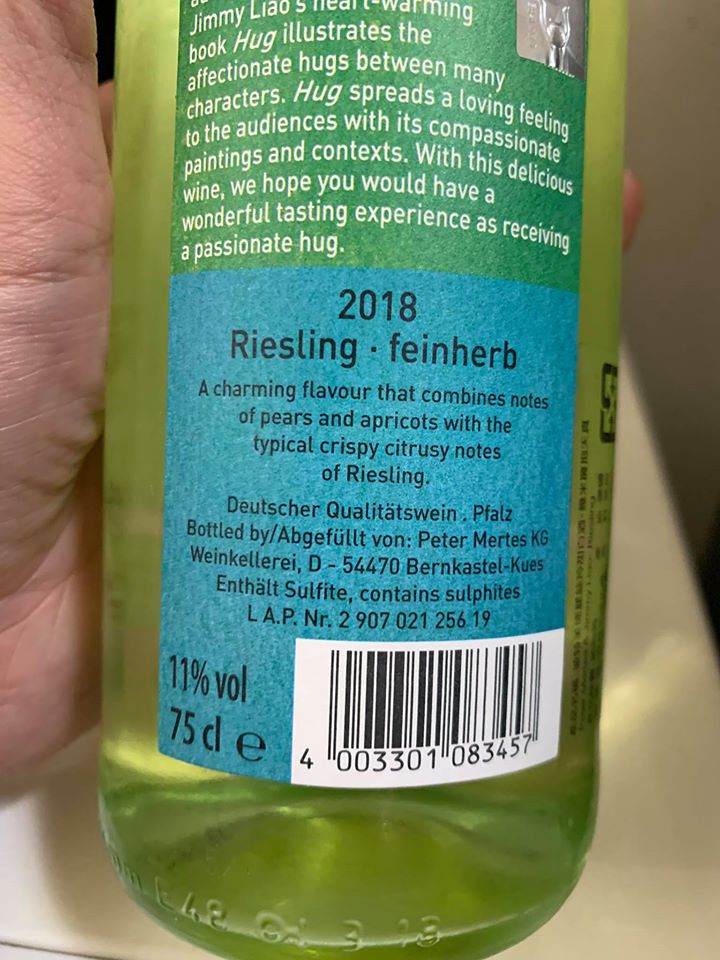 Jimmy Liao's heart-warming
book Hug illustrates the
affectionate hugs between many
characters. Hug spreads a loving feeling
to the audiences with its compassionate
paintings and contexts. With this delicious
wine, we hope you would have a
wonderful tasting experience as receiving
a passionate hug.
2018
Riesling · feinherb
A charming flavour that combines notes
of pears and apricots with the
typical crispy citrusy notes
of Riesling.
Deutscher Qualitätswein . Pfalz
Bottled by/Abgefüllt von: Peter Mertes KG
Weinkellerei, D - 54470 Bernkastel-Kues
Enthält Sulfite, contains sulphites
L A.P. Nr. 2 907 021 256 19
11% vol
75 cl e
4 003301 083457